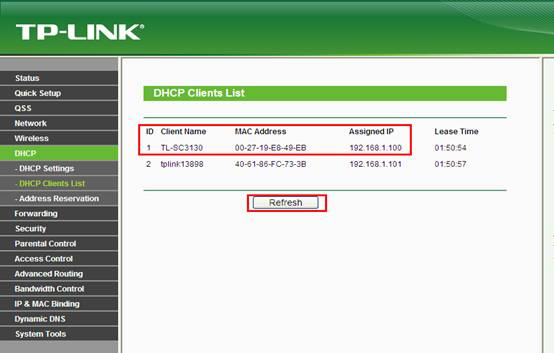 TP-LINK®
Status
Quick Setup
QSS
Network
Wireless
DHCP
- DHCP Settings
- DHCP Clients List
- Address Reservation
Forwarding
Security
Parental Control
Access Control
Advanced Routing
Bandwidth Control
IP & MAC Binding
Dynamic DNS
System Tools
DHCP Clients List
ID Client Name MAC Address Assigned IP Lease Time
1 TL-SC3130 00-27-19-E8-49-EB 192.168.1.100 01:50:54
2 tplink13898 40-61-86-FC-73-3B 192.168.1.101 01:50:57
Refresh